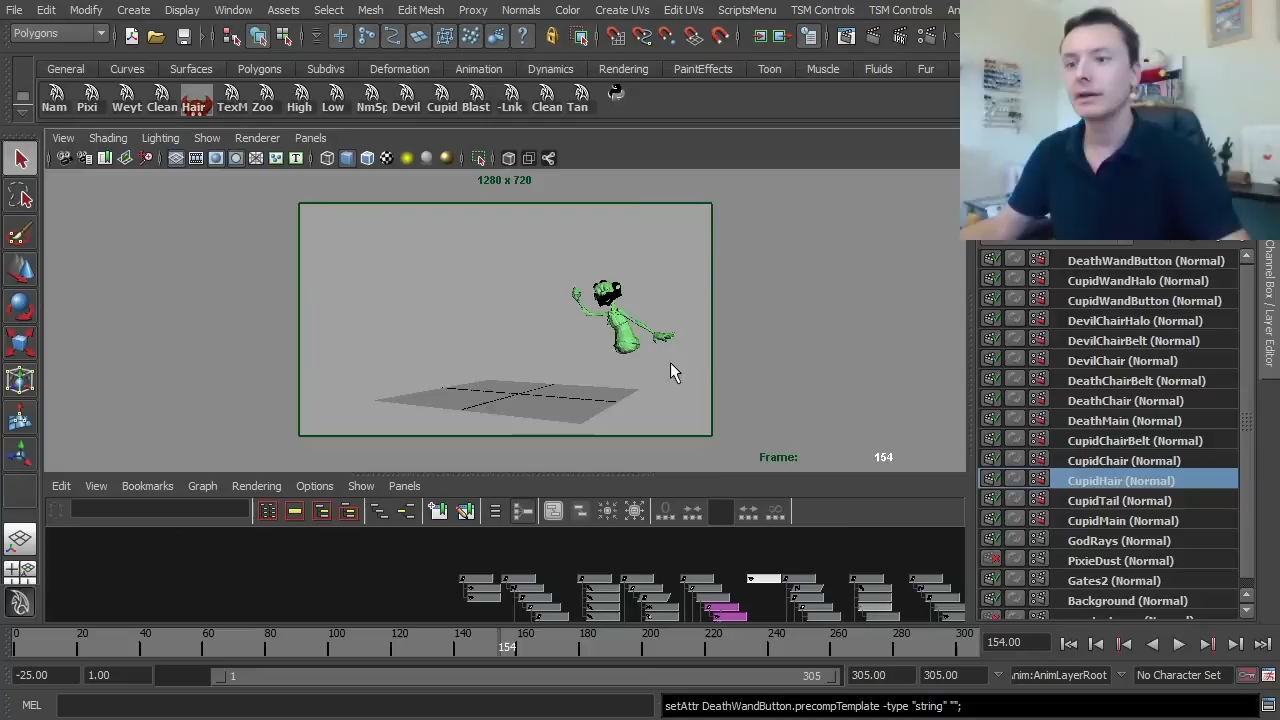 File Edit Modify Create Display Window Assets Select Mesh Edit Mesh Proxy Normals Color Create UVs Edit UVs ScriptsMenu TSM Controls TSM Controls
Polygons
General Curves Surfaces Polygons Subdivs Deformation Animation Dynamics Rendering PaintEffects Toon Muscle Fluids Fur
Nam Pixi Weyt Clean Hair TexM Zoo High Low NmSp Devil Cupid Blast -Lnk Clean Tan
View Shading Lighting Show Renderer Panels
1280 x 720
Frame: 154
Edit View Bookmarks Graph Rendering Options Show Panels
DeathWandButton (Normal)
CupidWandHalo (Normal)
CupidWandButton (Normal)
DevilChairHalo (Normal)
DevilChairBelt (Normal)
DevilChair (Normal)
DeathChairBelt (Normal)
DeathChair (Normal)
DeathMain (Normal)
CupidChairBelt (Normal)
CupidChair (Normal)
CupidHair (Normal)
CupidTail (Normal)
CupidMain (Normal)
GodRays (Normal)
PixieDust (Normal)
Gates2 (Normal)
Background (Normal)
Channel Box / Layer Editor
0 20 40 60 80 100 120 140 154 160 180 200 220 240 260 280 300
154.00
-25.00 1.00 1 305 305.00 305.00 Anim:AnimLayerRoot No Character Set
MEL setAttr DeathWandButton.precompTemplate -type "string" "";